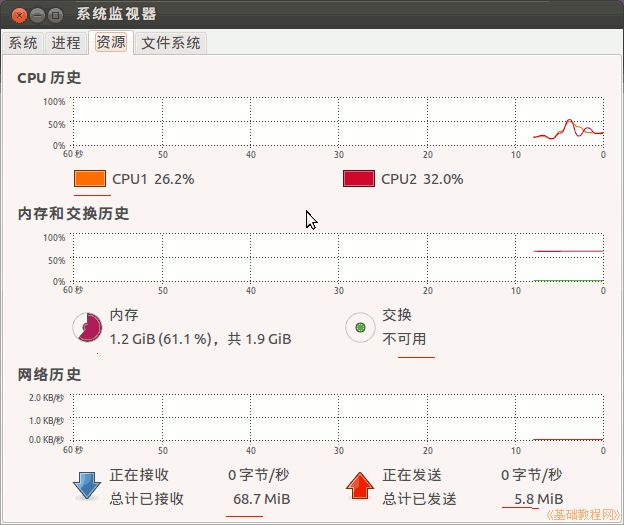 系统监视器
系统 进程 资源 文件系统
CPU 历史
100%
50%
0%
60 秒 50 40 30 20 10 0
CPU1 26.2% CPU2 32.0%
内存和交换历史
100%
50%
0%
60 秒 50 40 30 20 10 0
内存 交换
1.2 GiB (61.1 %)，共 1.9 GiB 不可用
网络历史
2.0 KB/秒
1.0 KB/秒
0.0 KB/秒
60 秒 50 40 30 20 10 0
正在接收 0 字节/秒 正在发送 0 字节/秒
总计已接收 68.7 MiB 总计已发送 5.8 MiB
《基础教程网》